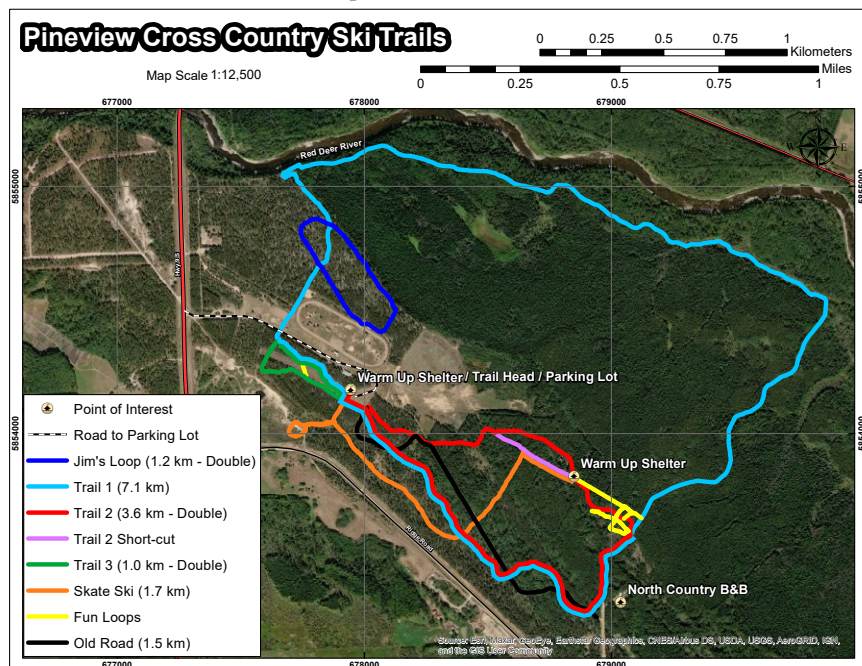 Pineview Cross Country Ski Trails
0 0.25 0.5 0.75 1
Kilometers
Miles
0 0.25 0.5 0.75 1
Map Scale 1:12,500
677000 678000 679000
N
W E
S
Red Deer River
5855000 5855000
Hwy 9.5
Warm Up Shelter / Trail Head / Parking Lot
Point of Interest
Road to Parking Lot
5854000 5854000
Jim's Loop (1.2 km - Double)
Warm Up Shelter
Trail 1 (7.1 km)
Trail 2 (3.6 km - Double)
Trail 2 Short-cut
Trail 3 (1.0 km - Double)
Skate Ski (1.7 km)
North Country B&B
Fun Loops
Old Road (1.5 km)
Source: Esri, Maxar, GeoEye, Earthstar Geographics, CNES/Airbus DS, USDA, USGS, AeroGRID, IGN,
and the GIS User Community
677000 678000 679000